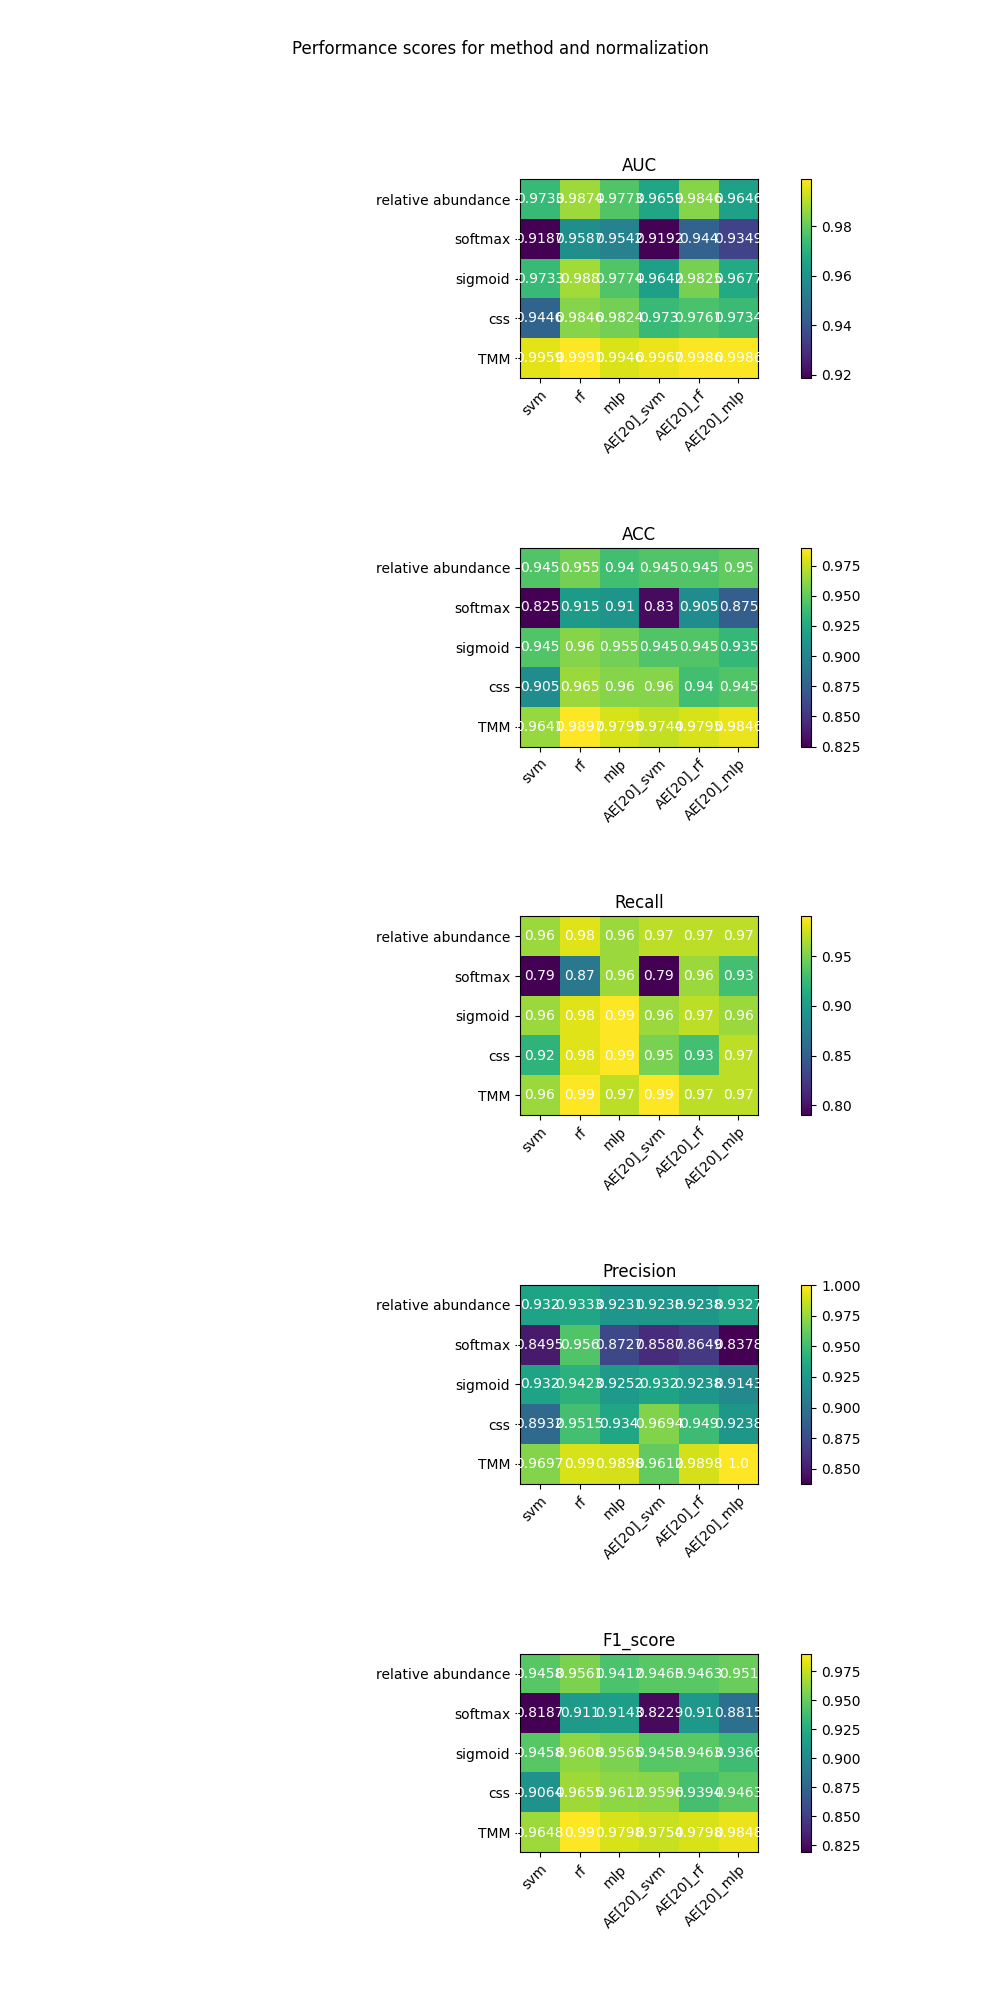 Performance scores for method and normalization
AUC
relative abundance 0.9733 0.9874 0.9773 0.9659 0.9846 0.9646
softmax 0.9187 0.9587 0.9542 0.9192 0.944 0.9349
sigmoid 0.9733 0.988 0.9774 0.9642 0.9825 0.9677
css 0.9446 0.9846 0.9824 0.973 0.9761 0.9734
TMM 0.9959 0.9991 0.9946 0.9967 0.9986 0.9986
svm rf mlp AE[20]_svm AE[20]_rf AE[20]_mlp
0.98
0.96
0.94
0.92
ACC
relative abundance 0.945 0.955 0.94 0.945 0.945 0.95
softmax 0.825 0.915 0.91 0.83 0.905 0.875
sigmoid 0.945 0.96 0.955 0.945 0.945 0.935
css 0.905 0.965 0.96 0.96 0.94 0.945
TMM 0.9641 0.9897 0.9795 0.9744 0.9795 0.9846
svm rf mlp AE[20]_svm AE[20]_rf AE[20]_mlp
0.975
0.950
0.925
0.900
0.875
0.850
0.825
Recall
relative abundance 0.96 0.98 0.96 0.97 0.97 0.97
softmax 0.79 0.87 0.96 0.79 0.96 0.93
sigmoid 0.96 0.98 0.99 0.96 0.97 0.96
css 0.92 0.98 0.99 0.95 0.93 0.97
TMM 0.96 0.99 0.97 0.99 0.97 0.97
svm rf mlp AE[20]_svm AE[20]_rf AE[20]_mlp
0.95
0.90
0.85
0.80
Precision
relative abundance 0.932 0.9333 0.9231 0.9238 0.9238 0.9327
softmax 0.8495 0.956 0.8727 0.8587 0.8649 0.8378
sigmoid 0.932 0.9423 0.9252 0.932 0.9238 0.9143
css 0.8932 0.9515 0.934 0.9694 0.949 0.9238
TMM 0.9697 0.99 0.9898 0.9612 0.9898 1.0
svm rf mlp AE[20]_svm AE[20]_rf AE[20]_mlp
1.000
0.975
0.950
0.925
0.900
0.875
0.850
F1_score
relative abundance 0.9458 0.9561 0.9412 0.9463 0.9463 0.951
softmax 0.8187 0.911 0.9143 0.8229 0.91 0.8815
sigmoid 0.9458 0.9608 0.9565 0.9458 0.9463 0.9366
css 0.9064 0.9655 0.9612 0.9596 0.9394 0.9463
TMM 0.9648 0.99 0.9798 0.9754 0.9798 0.9848
svm rf mlp AE[20]_svm AE[20]_rf AE[20]_mlp
0.975
0.950
0.925
0.900
0.875
0.850
0.825